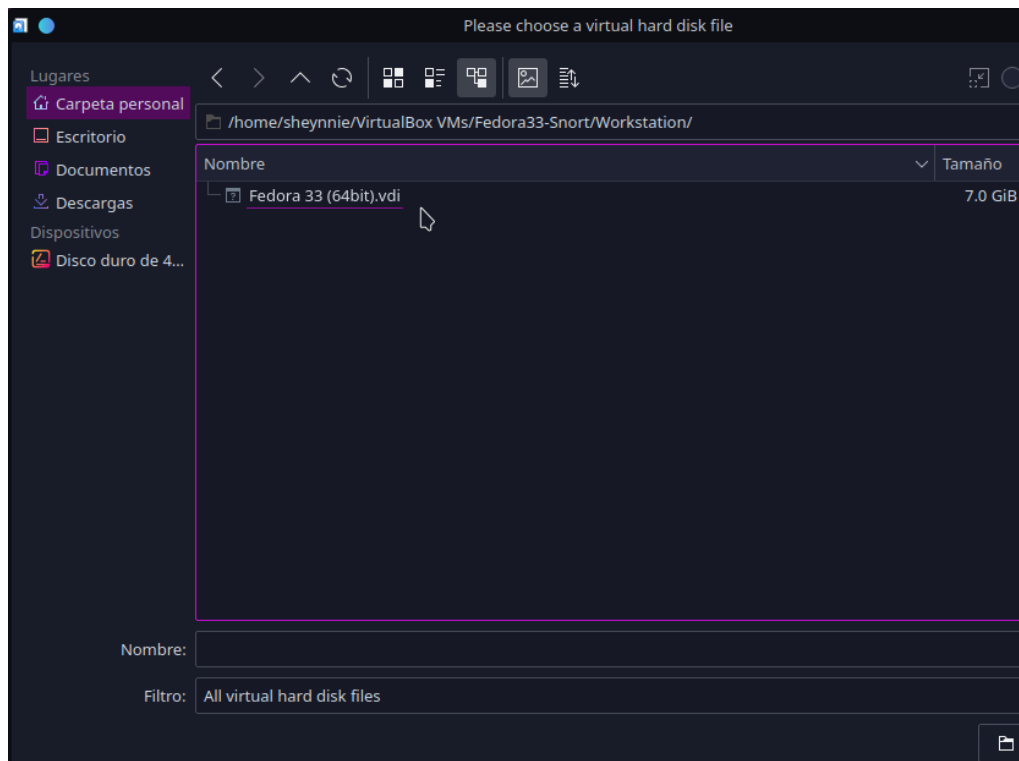 Please choose a virtual hard disk file
Lugares
Carpeta personal
Escritorio
Documentos
Descargas
Dispositivos
Disco duro de 4...
/home/sheynnie/VirtualBox VMs/Fedora33-Snort/Workstation/
Nombre Tamaño
Fedora 33 (64bit).vdi 7.0 GiB
Nombre:
Filtro: All virtual hard disk files